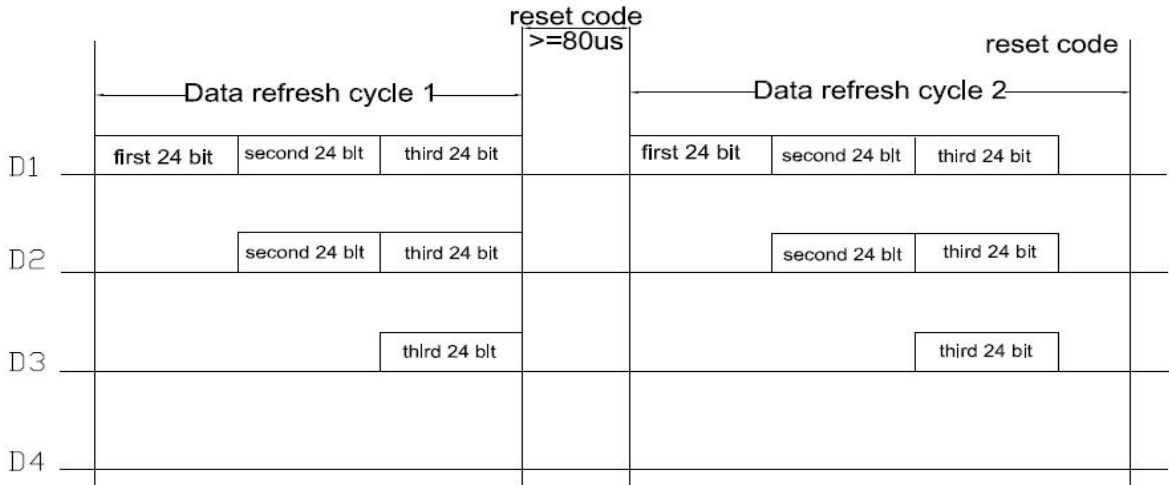 reset code
>=80us
reset code
Data refresh cycle 1
Data refresh cycle 2
D1 first 24 bit second 24 blt third 24 bit first 24 bit second 24 blt third 24 bit
D2 second 24 blt third 24 bit second 24 blt third 24 bit
D3 thlrd 24 blt third 24 bit
D4